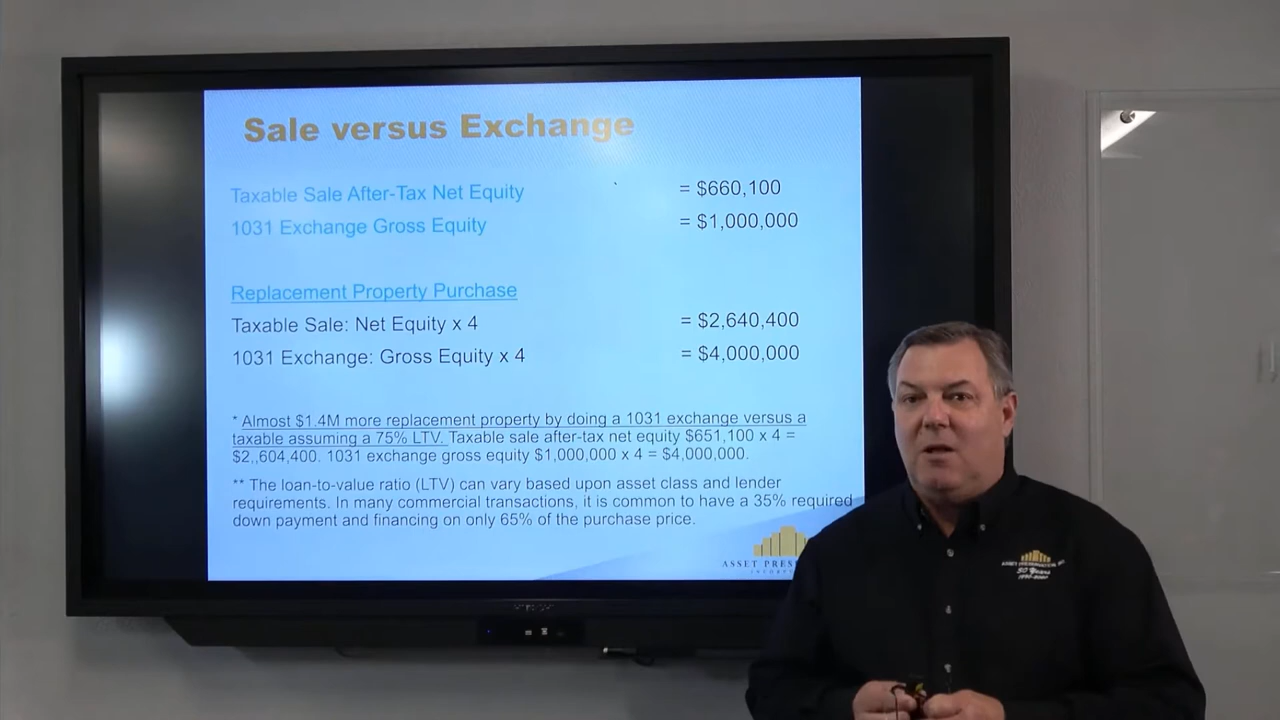 Sale versus Exchange
Taxable Sale After-Tax Net Equity = $660,100
1031 Exchange Gross Equity = $1,000,000
Replacement Property Purchase
Taxable Sale: Net Equity x 4 = $2,640,400
1031 Exchange: Gross Equity x 4 = $4,000,000
* Almost $1.4M more replacement property by doing a 1031 exchange versus a
taxable assuming a 75% LTV. Taxable sale after-tax net equity $651,100 x 4 =
$2,,604,400. 1031 exchange gross equity $1,000,000 x 4 = $4,000,000.
** The loan-to-value ratio (LTV) can vary based upon asset class and lender
requirements. In many commercial transactions, it is common to have a 35% required
down payment and financing on only 65% of the purchase price.
ASSET PRES
ASSET PRESERVATION
30 Years